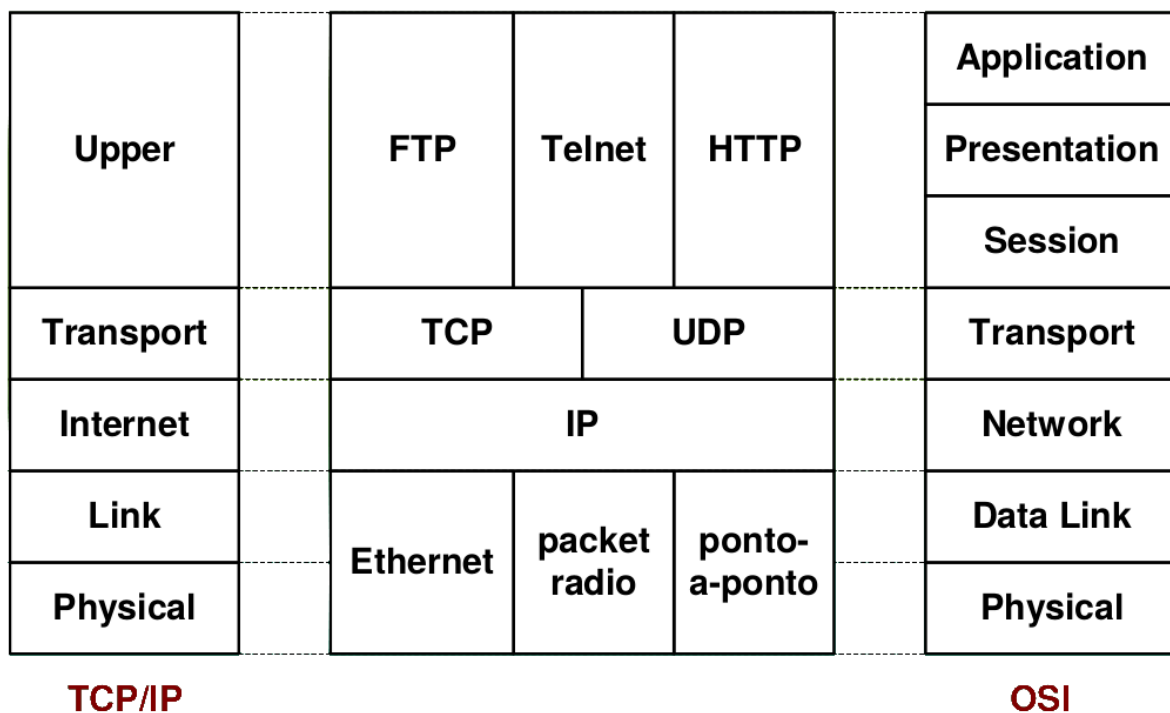 Upper
Transport
Internet
Link
Physical
TCP/IP
FTP
Telnet
HTTP
TCP
UDP
IP
Ethernet
packet
radio
ponto-
a-ponto
Application
Presentation
Session
Transport
Network
Data Link
Physical
OSI